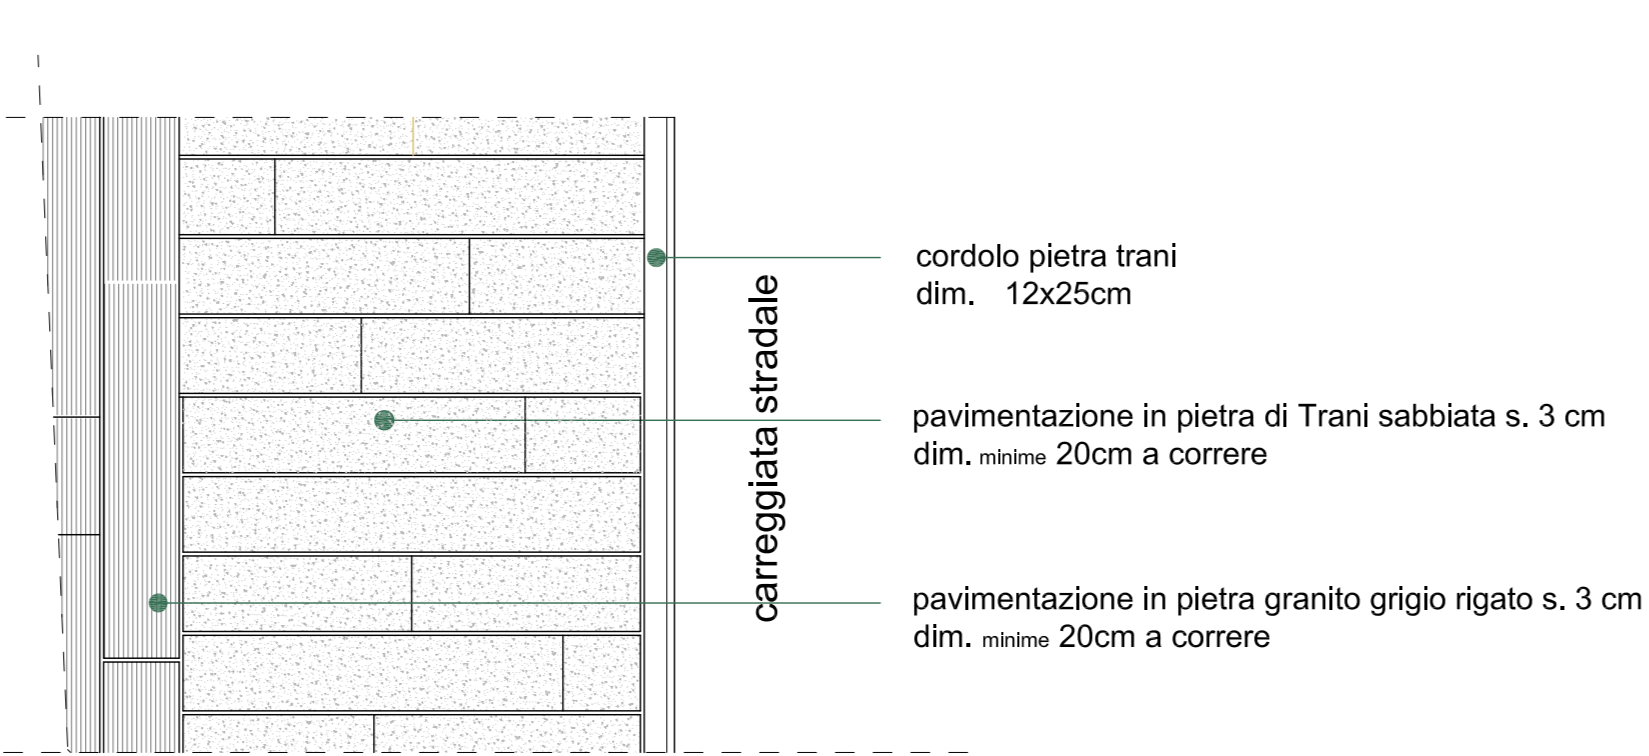 cordolo pietra trani
dim. 12x25cm
carreggiata stradale
pavimentazione in pietra di Trani sabbiata s. 3 cm
dim. minime 20cm a correre
pavimentazione in pietra granito grigio rigato s. 3 cm
dim. minime 20cm a correre